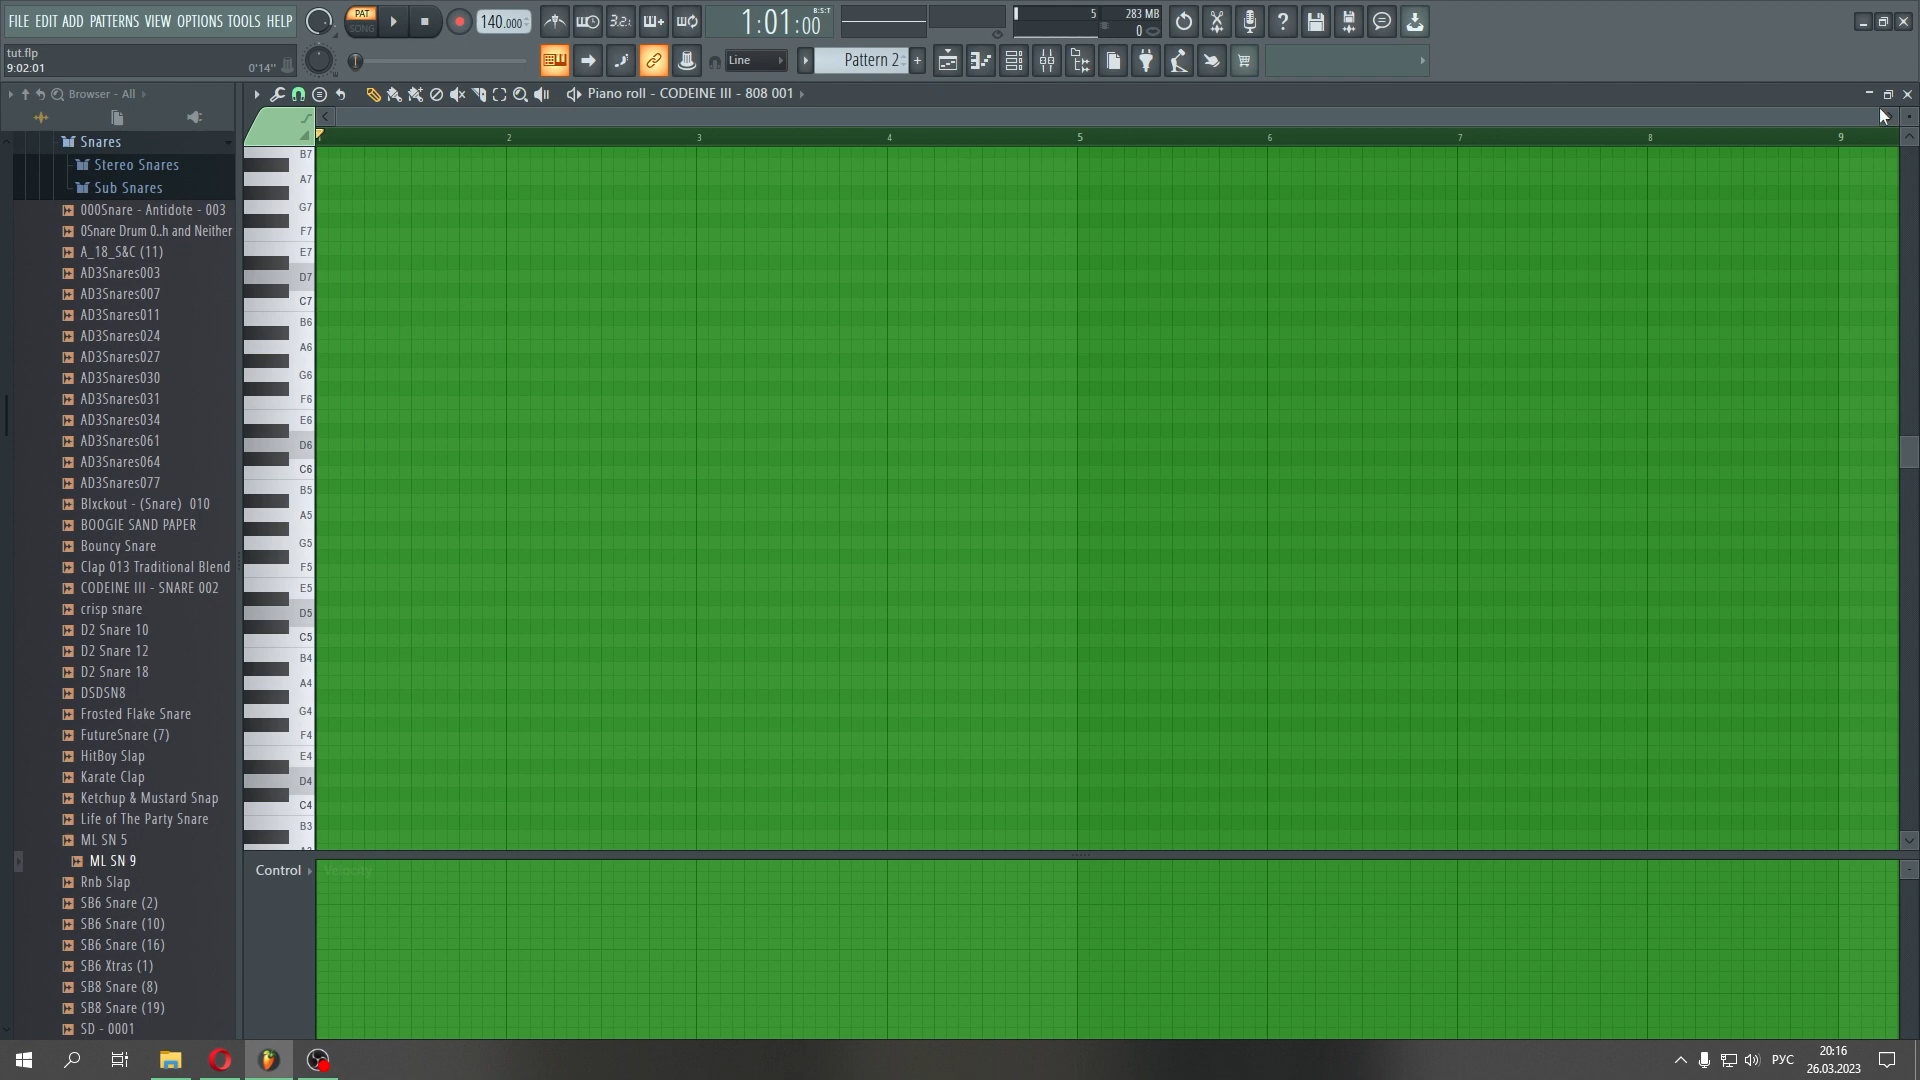 FILE EDIT ADD PATTERNS VIEW OPTIONS TOOLS HELP
PAT
SONG
140.000
3.2.1
1:01:00
B:S:T
5
283 MB
0
tut.flp
9:02:01
0'14"
Line
Pattern 2
Browser - All
Piano roll - CODEINE III - 808 001
Snares
Stereo Snares
Sub Snares
000Snare - Antidote - 003
0Snare Drum 0..h and Neither
A_18_S&C (11)
AD3Snares003
AD3Snares007
AD3Snares011
AD3Snares024
AD3Snares027
AD3Snares030
AD3Snares031
AD3Snares034
AD3Snares061
AD3Snares064
AD3Snares077
Blxckout - (Snare) 010
BOOGIE SAND PAPER
Bouncy Snare
Clap 013 Traditional Blend
CODEINE III - SNARE 002
crisp snare
D2 Snare 10
D2 Snare 12
D2 Snare 18
DSDSN8
Frosted Flake Snare
FutureSnare (7)
HitBoy Slap
Karate Clap
Ketchup & Mustard Snap
Life of The Party Snare
ML SN 5
ML SN 9
Rnb Slap
SB6 Snare (2)
SB6 Snare (10)
SB6 Snare (16)
SB6 Xtras (1)
SB8 Snare (8)
SB8 Snare (19)
SD - 0001
2 3 4 5 6 7 8 9
B7
A7
G7
F7
E7
D7
C7
B6
A6
G6
F6
E6
D6
C6
B5
A5
G5
F5
E5
D5
C5
B4
A4
G4
F4
E4
D4
C4
B3
Control
Velocity
РУС
20:16
26.03.2023